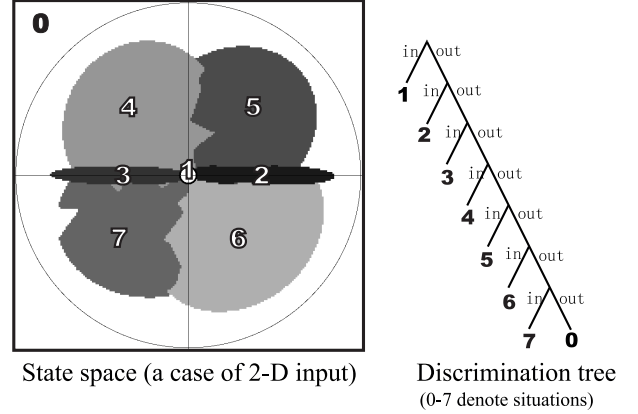 0
4
5
3
1
2
7
6
in out
1 in out
2 in out
3 in out
4 in out
5 in out
6 in out
7 0
State space (a case of 2-D input)
Discrimination tree
(0-7 denote situations)